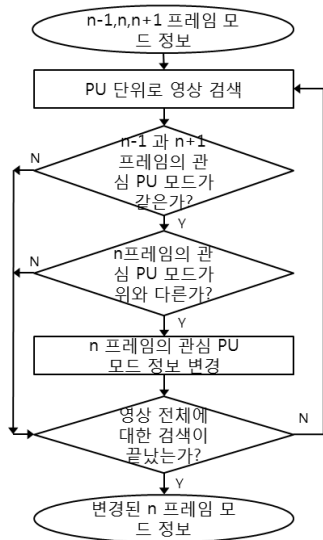 n-1,n,n+1 프레임 모
드 정보
PU 단위로 영상 검색
n-1 과 n+1
프레임의 관
심 PU 모드가
같은가?
N
Y
n프레임의 관
심 PU 모드가
위와 다른가?
N
Y
n 프레임의 관심 PU
모드 정보 변경
영상 전체에
대한 검색이
끝났는가?
N
Y
변경된 n 프레임 모
드 정보